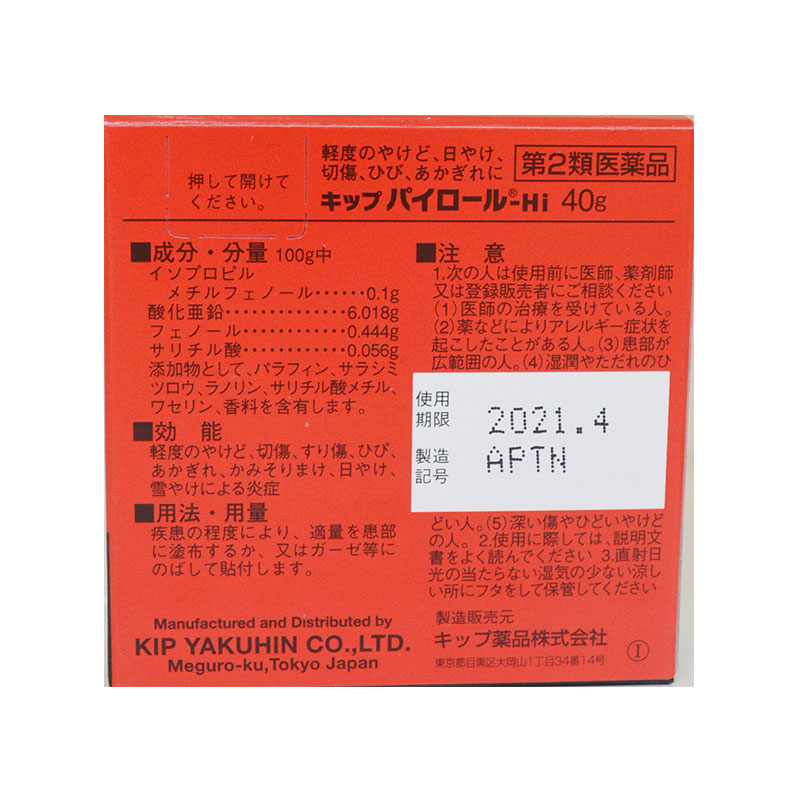 押して開けて
ください。
軽度のやけど、日やけ、
切傷、ひび、あかぎれに
第2類医薬品
キップ パイロール®-Hi 40g
■成分・分量 100g中
イソプロピル
メチルフェノール……0.1g
酸化亜鉛…………6.018g
フェノール…………0.444g
サリチル酸…………0.056g
添加物として、パラフィン、サラシミ
ツロウ、ラノリン、サリチル酸メチル、
ワセリン、香料を含有します。
■効 能
軽度のやけど、切傷、すり傷、ひび、
あかぎれ、かみそりまけ、日やけ、
雪やけによる炎症
■用法・用量
疾患の程度により、適量を患部
に塗布するか、又はガーゼ等に
のばして貼付します。
■注 意
1.次の人は使用前に医師、薬剤師
又は登録販売者にご相談ください
(1)医師の治療を受けている人。
(2)薬などによりアレルギー症状を
起こしたことがある人。(3)患部が
広範囲の人。(4)湿潤やただれのひ
使用
期限
2021.4
製造
記号
APTN
どい人。(5)深い傷やひどいやけど
の人。2.使用に際しては、説明文
書をよく読んでください 3.直射日
光の当たらない湿気の少ない涼し
い所にフタをして保管してください
Manufactured and Distributed by
KIP YAKUHIN CO.,LTD.
Meguro-ku,Tokyo Japan
製造販売元
キップ薬品株式会社
東京都目黒区大岡山1丁目34番14号
I